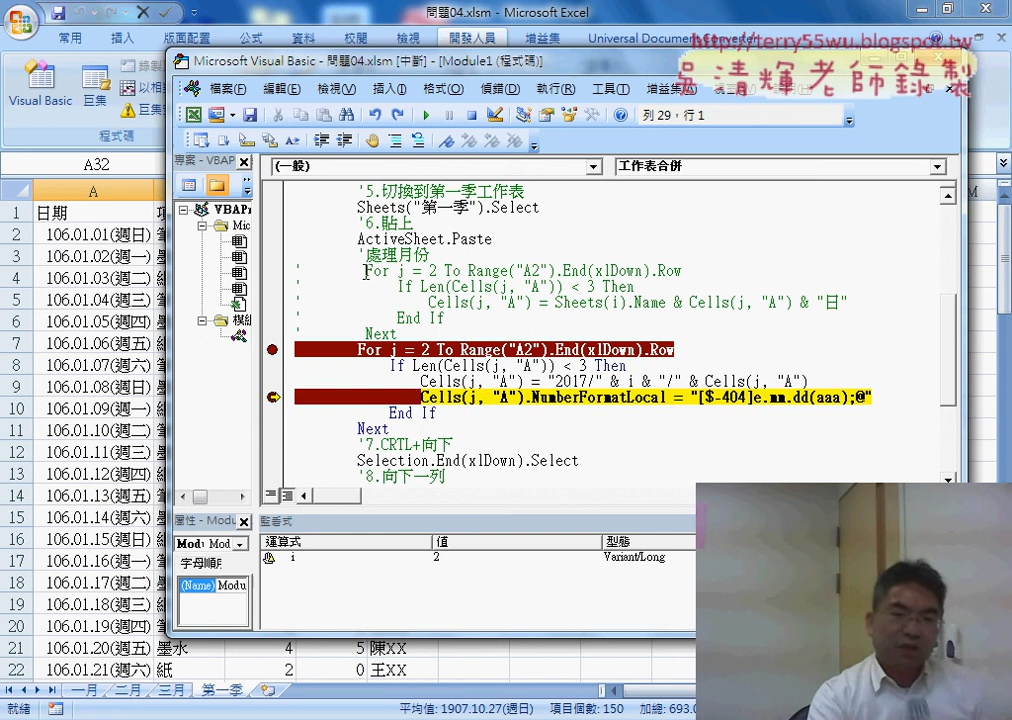 問題04.xlsm - Microsoft Excel
常用 插入 版面配置 公式 資料 校閱 檢視 開發人員 增益集 Universal Document Converter
http://terry55wu.blogspot.tw
吳清輝老師錄製
Visual Basic 巨集
程式碼
Microsoft Visual Basic - 問題04.xlsm [中斷] - [Module1 (程式碼)]
檔案(F) 編輯(E) 檢視(V) 插入(I) 格式(O) 偵錯(D) 執行(R) 工具(T)
列 29，行 1
A32
專案 - VBAP
(一般) 工作表合併
'5.切換到第一季工作表
Sheets("第一季").Select
'6.貼上
ActiveSheet.Paste
'處理月份
' For j = 2 To Range("A2").End(xlDown).Row
' If Len(Cells(j, "A")) < 3 Then
' Cells(j, "A") = Sheets(i).Name & Cells(j, "A") & "日"
' End If
' Next
For j = 2 To Range("A2").End(xlDown).Row
If Len(Cells(j, "A")) < 3 Then
Cells(j, "A") = "2017/" & i & "/" & Cells(j, "A")
Cells(j, "A").NumberFormatLocal = "[$-404]e.mm.dd(aaa);@"
End If
Next
'7.CRTL+向下
Selection.End(xlDown).Select
'8.向下一列
屬性 - Modu
Modu Mod
(Name) Modu
監看式
運算式 值 型態
i 2 Variant/Long
A
M
1 日期
2 106.01.01(週日)
3 106.01.02(週一)
4 106.01.03(週二)
5 106.01.04(週三)
6 106.01.05(週四)
7 106.01.06(週五)
8 106.01.07(週六)
9 106.01.08(週日)
10 106.01.09(週一)
11 106.01.10(週二)
12 106.01.11(週三)
13 106.01.12(週四)
14 106.01.13(週五)
15 106.01.14(週六)
16 106.01.15(週日)
17 106.01.16(週一)
18 106.01.17(週二)
19 106.01.18(週三)
20 106.01.19(週四)
21 106.01.20(週五) 墨水 4 5 陳XX
22 106.01.21(週六) 紙 2 0 王XX
一月 二月 三月 第一季
就緒 平均值: 1907.10.27(週日) 項目個數: 150 加總: 693.0